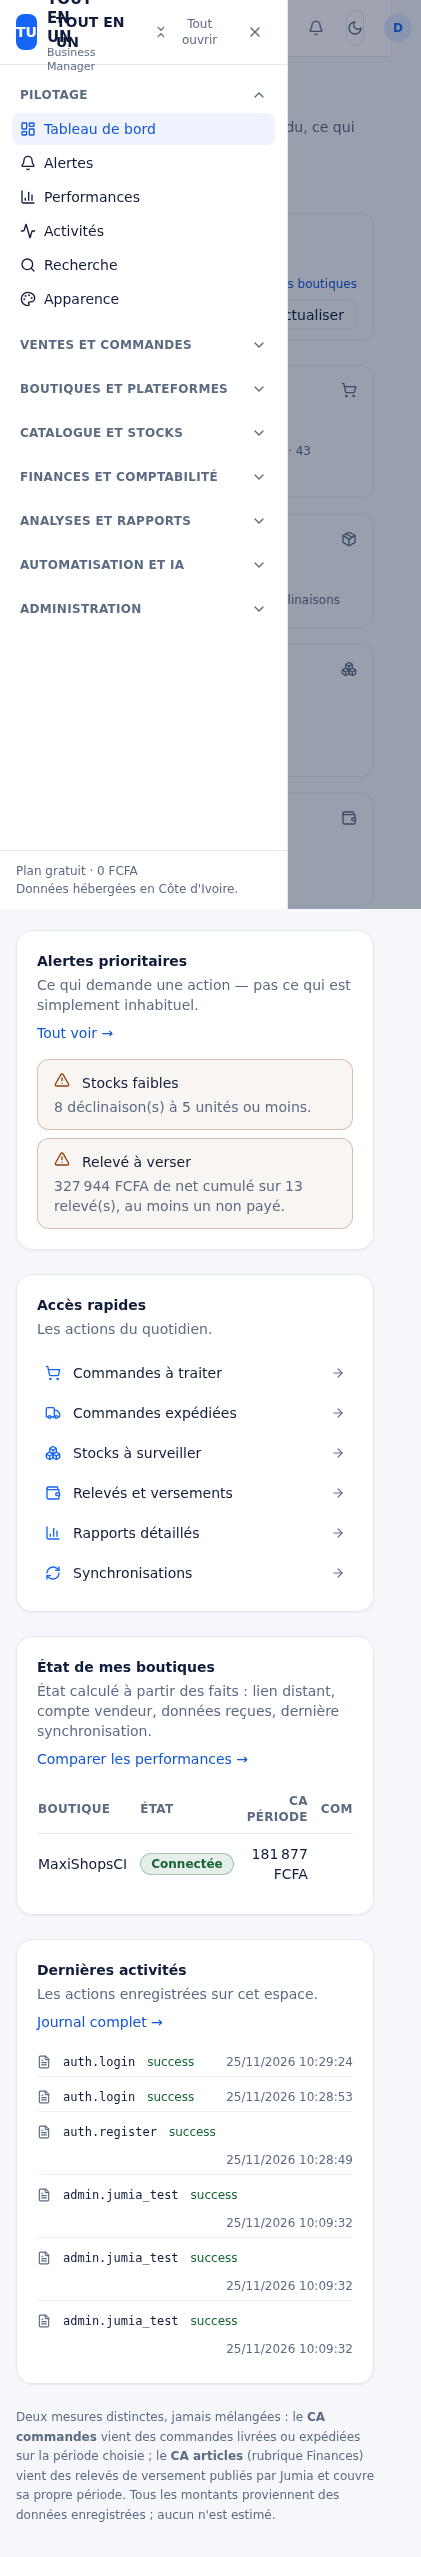 TU
TOUT
EN
UN
TOUT EN
UN
Business
Manager
Tout
ouvrir
D
PILOTAGE
Tableau de bord
Alertes
Performances
Activités
Recherche
Apparence
VENTES ET COMMANDES
BOUTIQUES ET PLATEFORMES
CATALOGUE ET STOCKS
FINANCES ET COMPTABILITÉ
ANALYSES ET RAPPORTS
AUTOMATISATION ET IA
ADMINISTRATION
du, ce qui
s boutiques
ctualiser
· 43
linaisons
Plan gratuit · 0 FCFA
Données hébergées en Côte d'Ivoire.
Alertes prioritaires
Ce qui demande une action — pas ce qui est
simplement inhabituel.
Tout voir →
Stocks faibles
8 déclinaison(s) à 5 unités ou moins.
Relevé à verser
327 944 FCFA de net cumulé sur 13
relevé(s), au moins un non payé.
Accès rapides
Les actions du quotidien.
Commandes à traiter
Commandes expédiées
Stocks à surveiller
Relevés et versements
Rapports détaillés
Synchronisations
État de mes boutiques
État calculé à partir des faits : lien distant,
compte vendeur, données reçues, dernière
synchronisation.
Comparer les performances →
BOUTIQUE ÉTAT CA PÉRIODE COM
MaxiShopsCI Connectée 181 877 FCFA
Dernières activités
Les actions enregistrées sur cet espace.
Journal complet →
auth.login success 25/11/2026 10:29:24
auth.login success 25/11/2026 10:28:53
auth.register success
25/11/2026 10:28:49
admin.jumia_test success
25/11/2026 10:09:32
admin.jumia_test success
25/11/2026 10:09:32
admin.jumia_test success
25/11/2026 10:09:32
Deux mesures distinctes, jamais mélangées : le CA
commandes vient des commandes livrées ou expédiées
sur la période choisie ; le CA articles (rubrique Finances)
vient des relevés de versement publiés par Jumia et couvre
sa propre période. Tous les montants proviennent des
données enregistrées ; aucun n'est estimé.